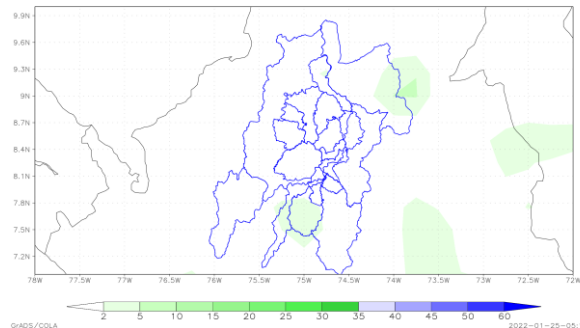 9.9N
9.6N
9.3N
9N
8.7N
8.4N
8.1N
7.8N
7.5N
7.2N
78W 77.5W 77W 76.5W 76W 75.5W 75W 74.5W 74W 73.5W 73W 72.5W 72W
2 5 10 15 20 25 30 35 40 45 50 60
GrADS/COLA 2022-01-25-05: